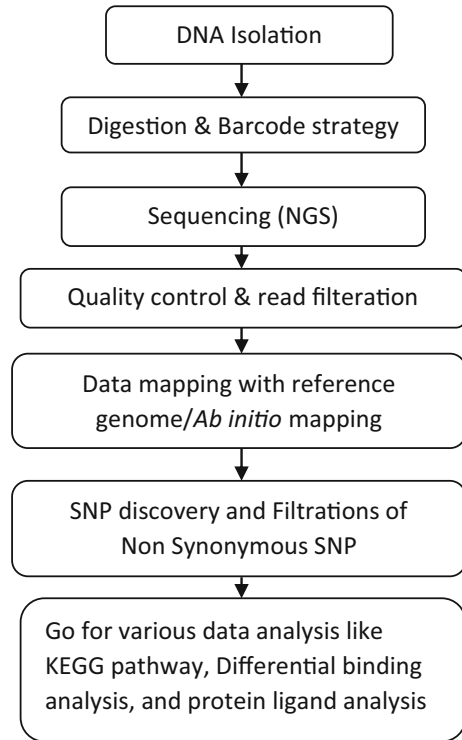 DNA Isolation
Digestion & Barcode strategy
Sequencing (NGS)
Quality control & read filteration
Data mapping with reference
genome/Ab initio mapping
SNP discovery and Filtrations of
Non Synonymous SNP
Go for various data analysis like
KEGG pathway, Differential binding
analysis, and protein ligand analysis